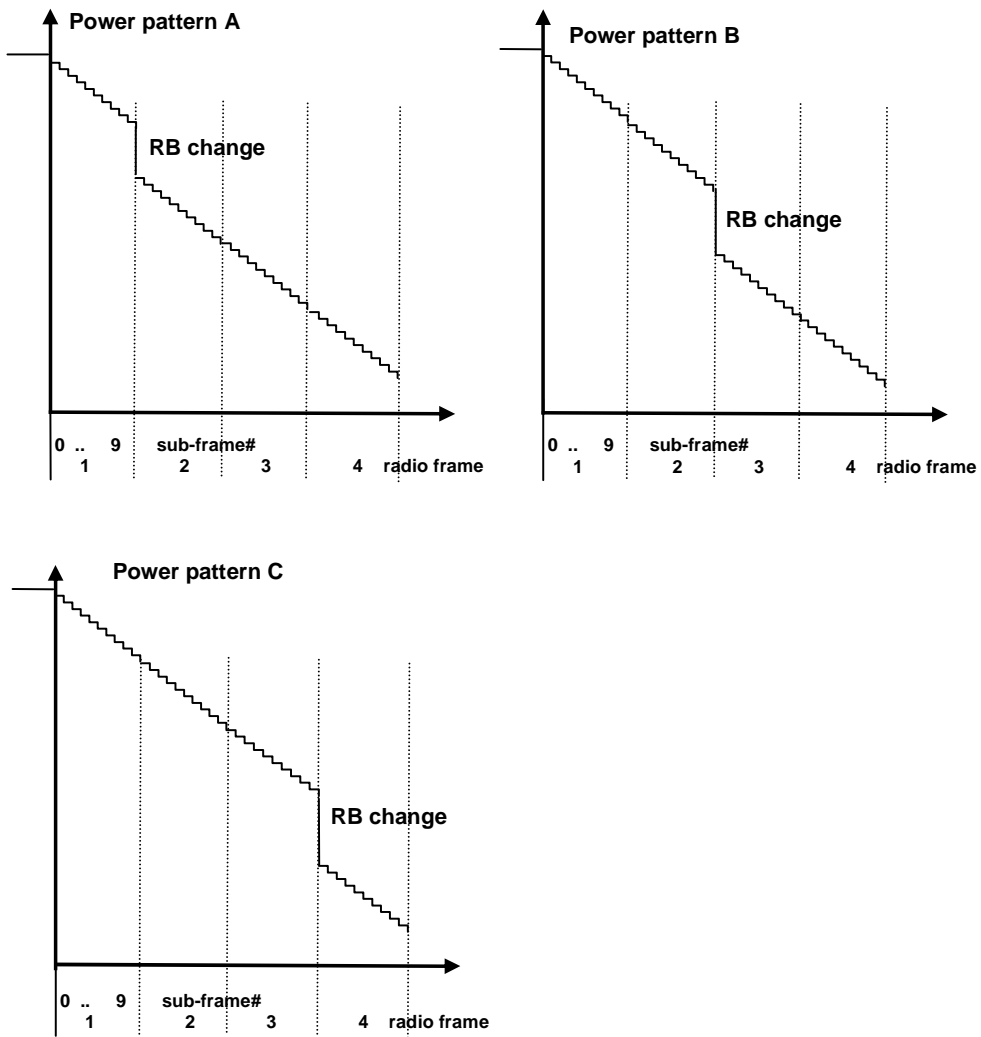 Power pattern A
RB change
0 .. 9 sub-frame#
1 2 3 4 radio frame
Power pattern B
RB change
0 .. 9 sub-frame#
1 2 3 4 radio frame
Power pattern C
RB change
0 .. 9 sub-frame#
1 2 3 4 radio frame